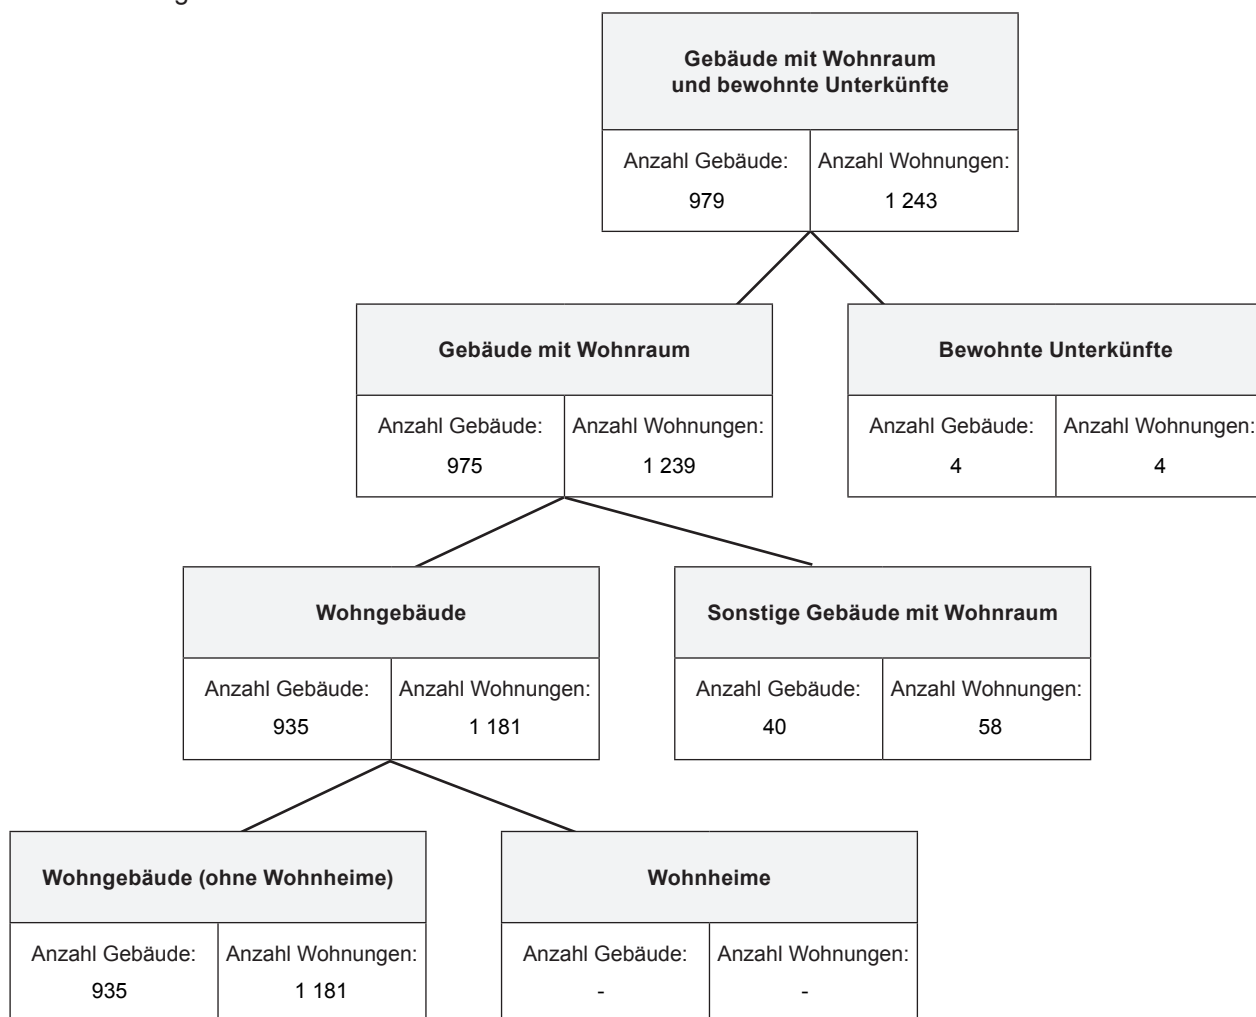 Gebäude mit Wohnraum
und bewohnte Unterkünfte
Anzahl Gebäude: Anzahl Wohnungen:
979 1 243
Gebäude mit Wohnraum Bewohnte Unterkünfte
Anzahl Gebäude: Anzahl Wohnungen: Anzahl Gebäude: Anzahl Wohnungen:
975 1 239 4 4
Wohngebäude Sonstige Gebäude mit Wohnraum
Anzahl Gebäude: Anzahl Wohnungen: Anzahl Gebäude: Anzahl Wohnungen:
935 1 181 40 58
Wohngebäude (ohne Wohnheime) Wohnheime
Anzahl Gebäude: Anzahl Wohnungen: Anzahl Gebäude: Anzahl Wohnungen:
935 1 181 - -